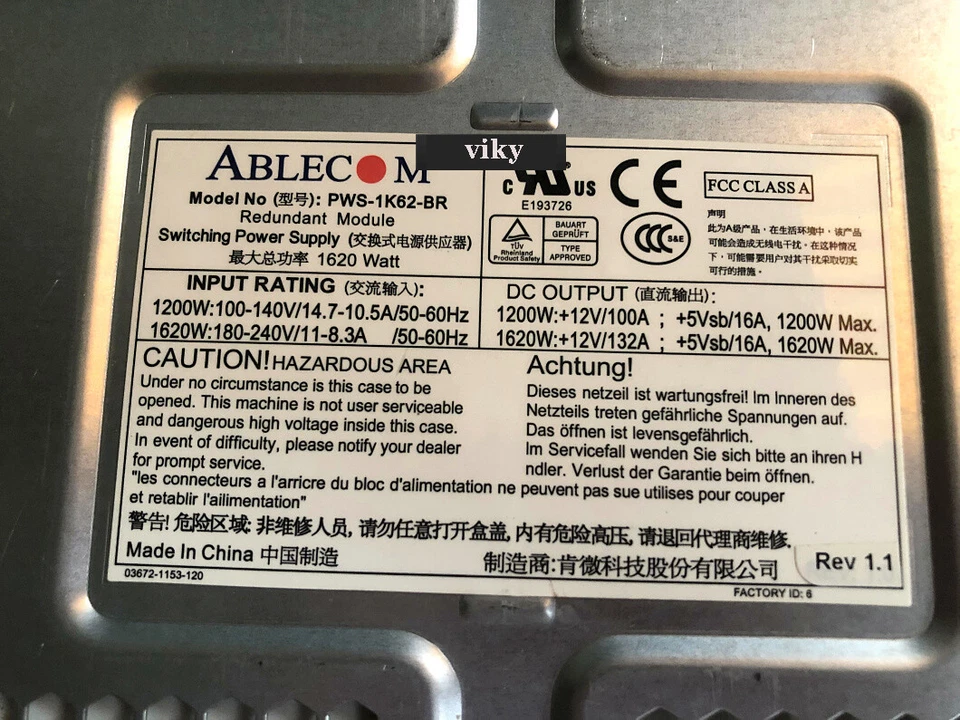 viky
ABLECOM
Model No (型号): PWS-1K62-BR
Redundant Module
Switching Power Supply (交换式电源供应器)
最大总功率 1620 Watt
c UL ® US
E193726
CE
FCC CLASS A
TÜV
Rheinland
Product Safety
BAUART
GEPRÜFT
TYPE
APPROVED
CCC S&E
声明
此为A级产品，在生活环境中，该产品
可能会造成无线电干扰。在这种情况
下，可能需要用户对其干扰采取切实
可行的措施。
INPUT RATING (交流输入):
1200W:100-140V/14.7-10.5A/50-60Hz
1620W:180-240V/11-8.3A /50-60Hz
DC OUTPUT (直流输出):
1200W:+12V/100A ; +5Vsb/16A, 1200W Max.
1620W:+12V/132A ; +5Vsb/16A, 1620W Max.
CAUTION! HAZARDOUS AREA
Under no circumstance is this case to be
opened. This machine is not user serviceable
and dangerous high voltage inside this case.
In event of difficulty, please notify your dealer
for prompt service.
Achtung!
Dieses netzeil ist wartungsfrei! Im Inneren des
Netzteils treten gefährliche Spannungen auf.
Das öffnen ist levensgefährlich.
Im Servicefall wenden Sie sich bitte an ihren H
ndler. Verlust der Garantie beim öffnen.
"les connecteurs a l'arricre du bloc d'alimentation ne peuvent pas sue utilises pour couper
et retablir l'ailimentation"
警告! 危险区域: 非维修人员, 请勿任意打开盒盖, 内有危险高压, 请退回代理商维修.
Made In China 中国制造
制造商:肯微科技股份有限公司
Rev 1.1
03672-1153-120
FACTORY ID: 6